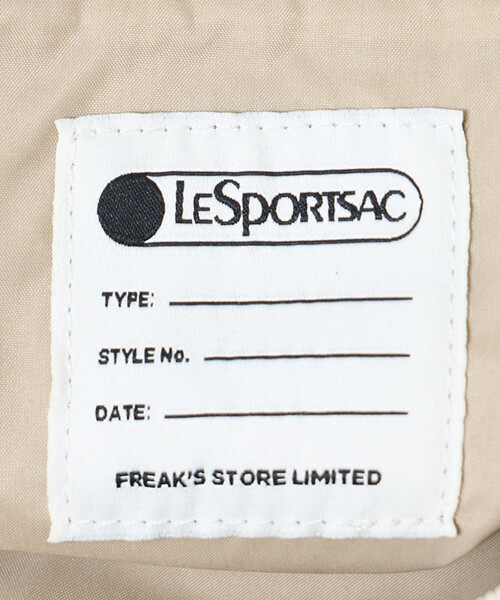 LESPORTSAC
TYPE:
STYLE No.
DATE:
FREAK'S STORE LIMITED